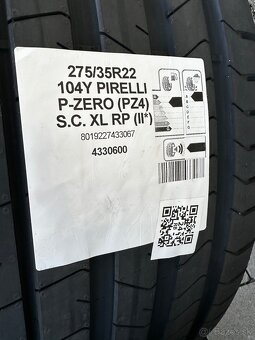 275/35R22
104Y PIRELLI
P-ZERO (PZ4)
S.C. XL RP (II*)
8019227433067
4330600